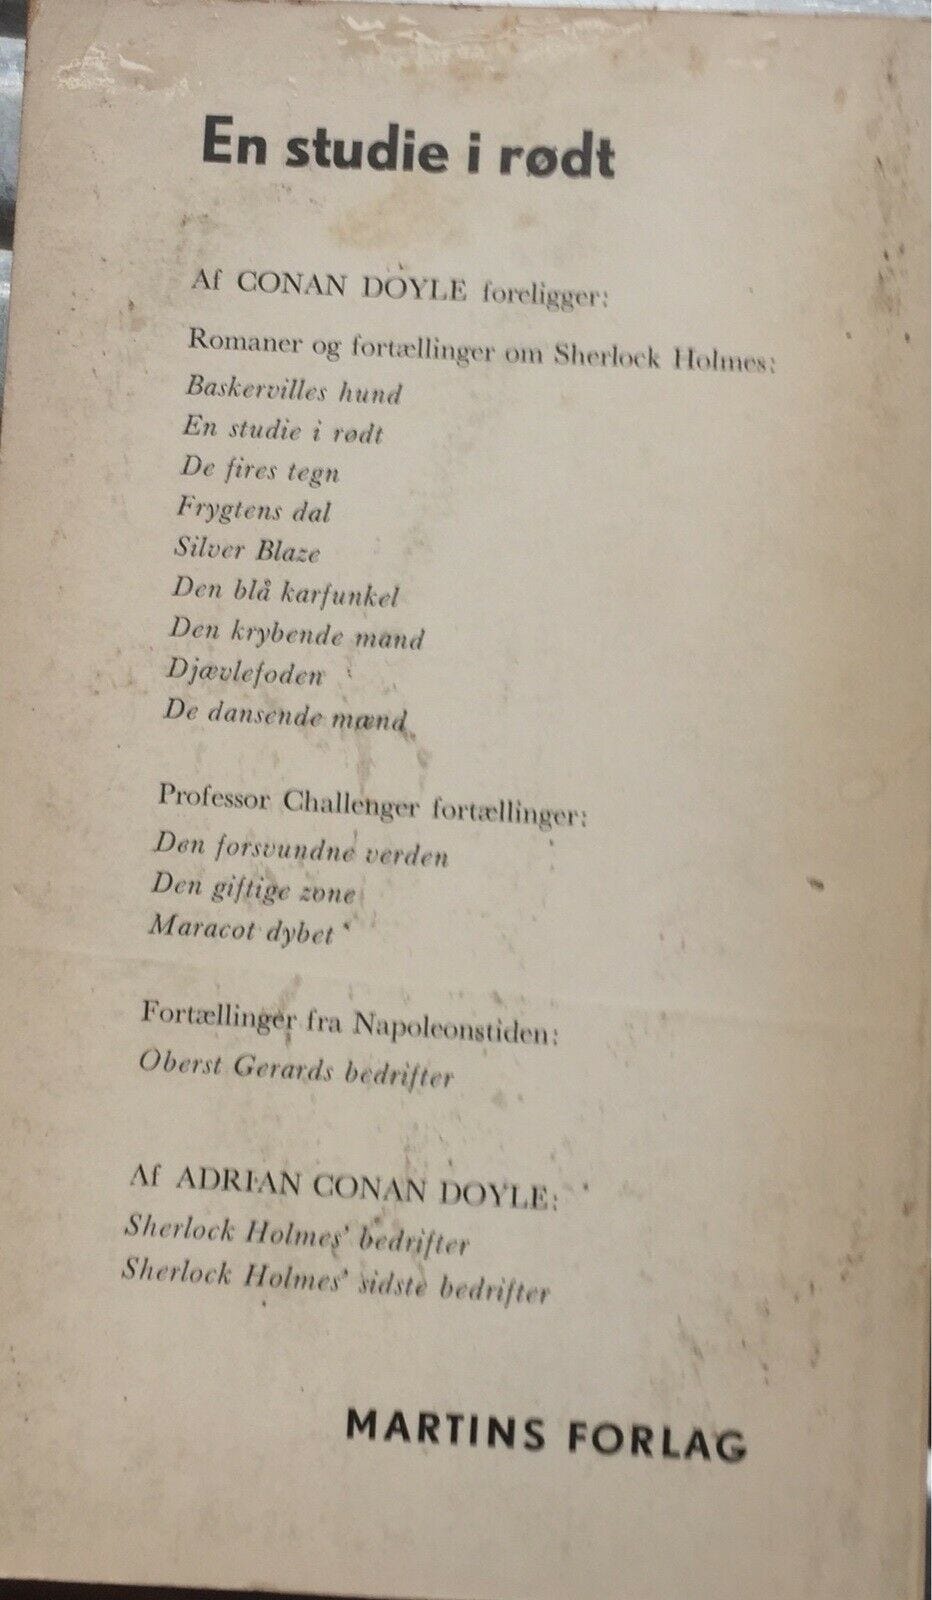 En studie i rødt
Af CONAN DOYLE foreligger:
Romaner og fortællinger om Sherlock Holmes:
Baskervilles hund
En studie i rødt
De fires tegn
Frygtens dal
Silver Blaze
Den blå karfunkel
Den krybende mand
Djævlefoden
De dansende mænd
Professor Challenger fortællinger:
Den forsvundne verden
Den giftige zone
Maracot dybet
Fortællinger fra Napoleonstiden:
Oberst Gerards bedrifter
Af ADRIAN CONAN DOYLE:
Sherlock Holmes' bedrifter
Sherlock Holmes' sidste bedrifter
MARTINS FORLAG